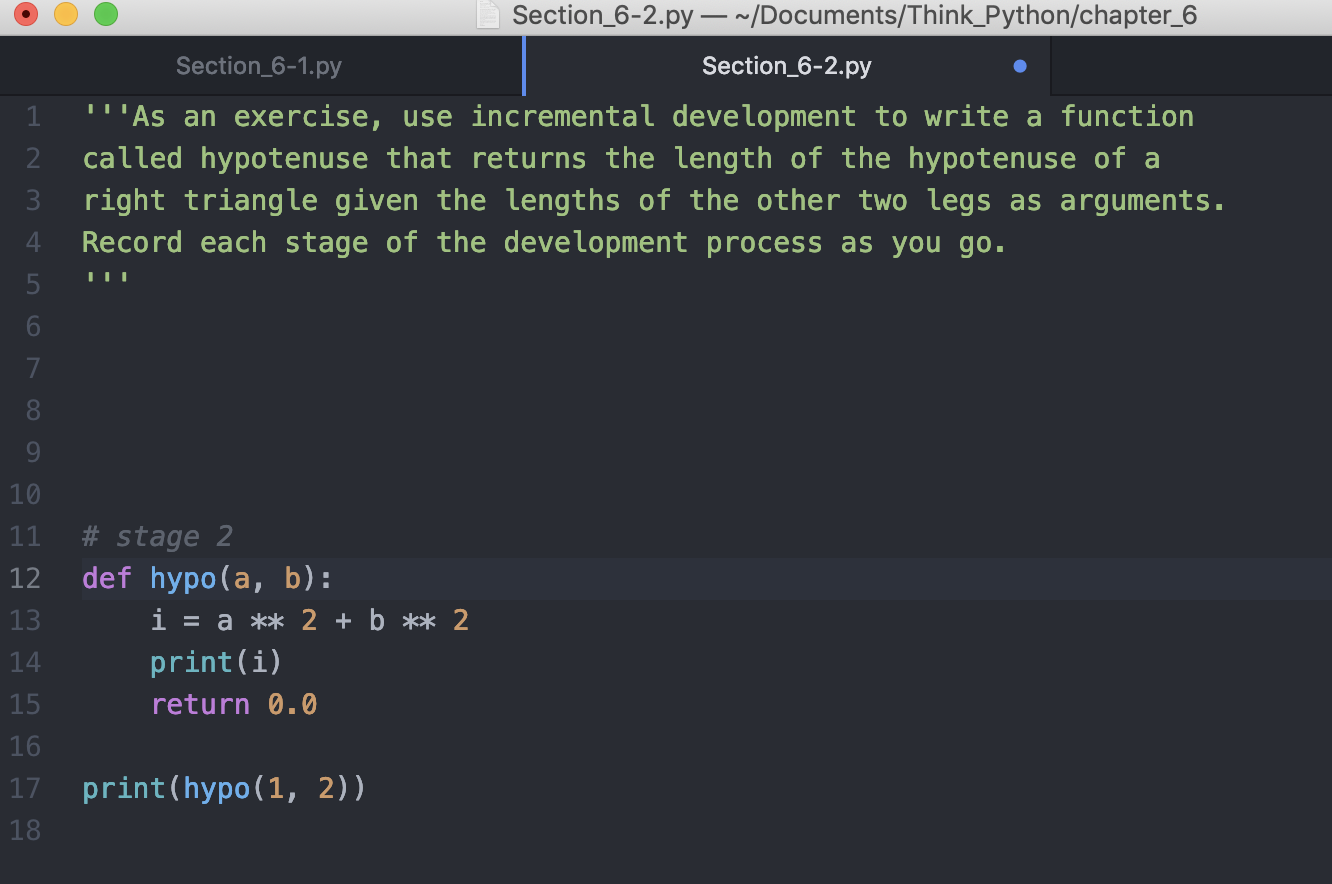 Section_6-2.py — ~/Documents/Think_Python/chapter_6
Section_6-1.py
Section_6-2.py
1 '''As an exercise, use incremental development to write a function
2 called hypotenuse that returns the length of the hypotenuse of a
3 right triangle given the lengths of the other two legs as arguments.
4 Record each stage of the development process as you go.
5 '''
6
7
8
9
10
11 # stage 2
12 def hypo(a, b):
13     i = a ** 2 + b ** 2
14     print(i)
15     return 0.0
16
17 print(hypo(1, 2))
18